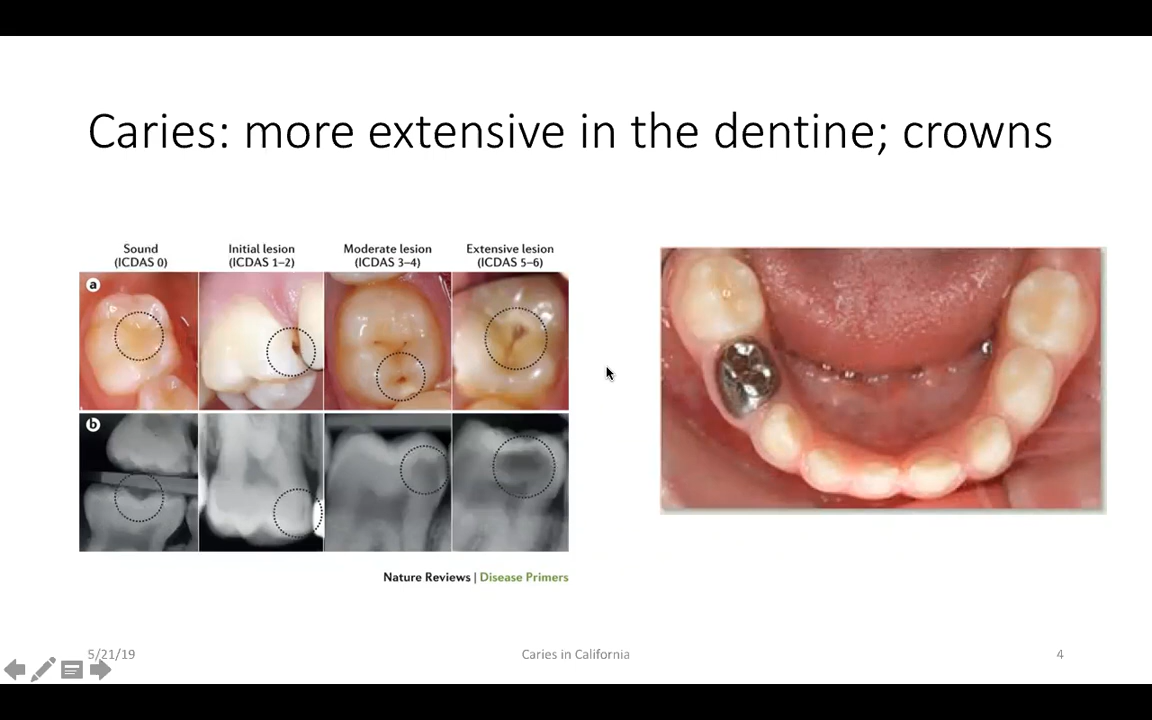 Caries: more extensive in the dentine; crowns
Sound
(ICDAS 0)
Initial lesion
(ICDAS 1–2)
Moderate lesion
(ICDAS 3–4)
Extensive lesion
(ICDAS 5–6)
a
b
Nature Reviews | Disease Primers
5/21/19
Caries in California
4